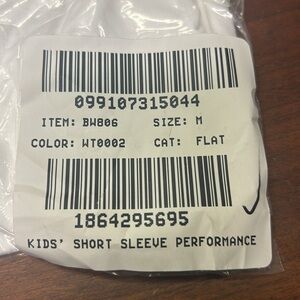 099107315044
ITEM: BW806 SIZE: M
COLOR: WT0002 CAT: FLAT
1864295695
KIDS' SHORT SLEEVE PERFORMANCE